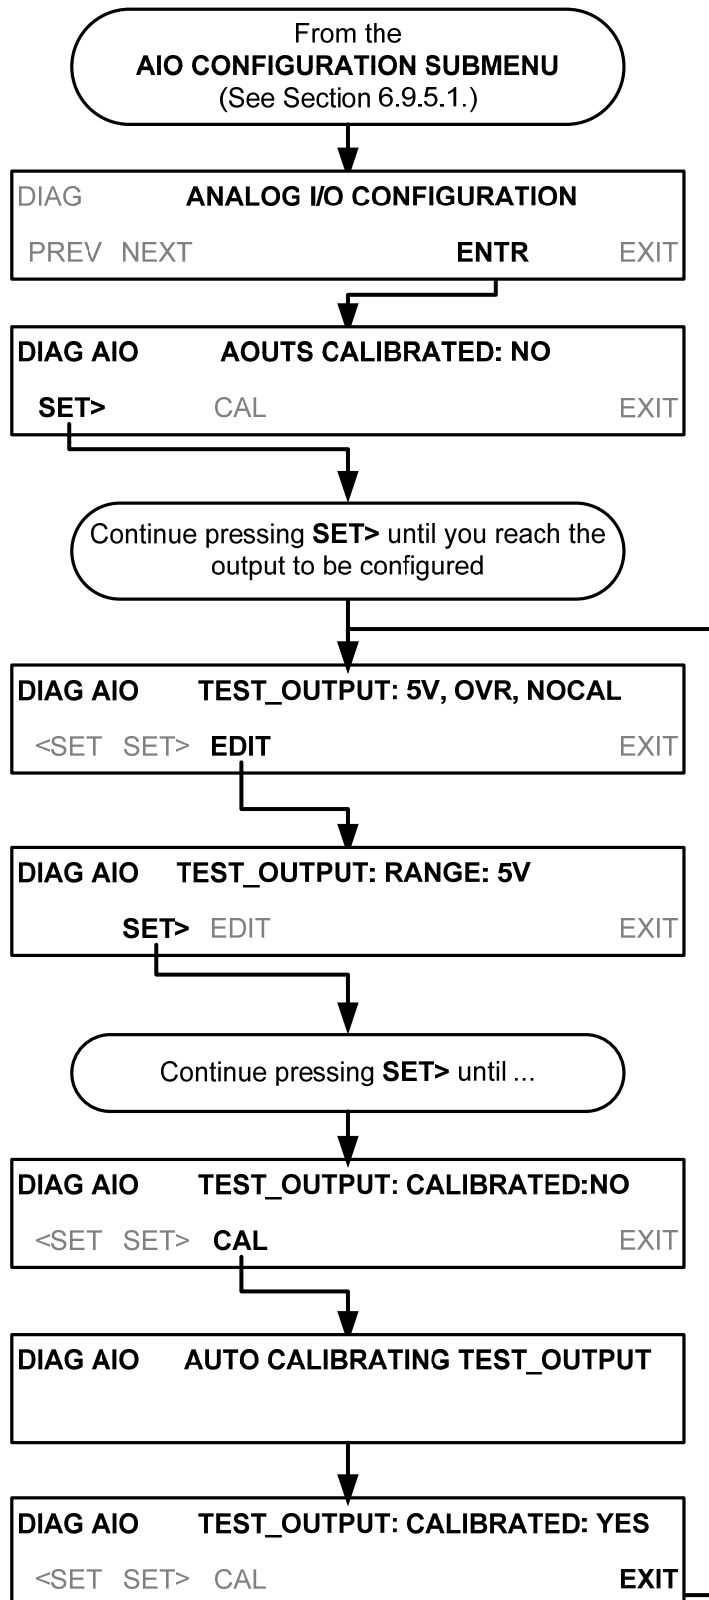 From the
AIO CONFIGURATION SUBMENU
(See Section 6.9.5.1.)
DIAG ANALOG I/O CONFIGURATION
PREV NEXT ENTR EXIT
DIAG AIO AOUTS CALIBRATED: NO
SET> CAL EXIT
Continue pressing SET> until you reach the
output to be configured
DIAG AIO TEST_OUTPUT: 5V, OVR, NOCAL
<SET SET> EDIT EXIT
DIAG AIO TEST_OUTPUT: RANGE: 5V
SET> EDIT EXIT
Continue pressing SET> until ...
DIAG AIO TEST_OUTPUT: CALIBRATED:NO
<SET SET> CAL EXIT
DIAG AIO AUTO CALIBRATING TEST_OUTPUT
DIAG AIO TEST_OUTPUT: CALIBRATED: YES
<SET SET> CAL EXIT